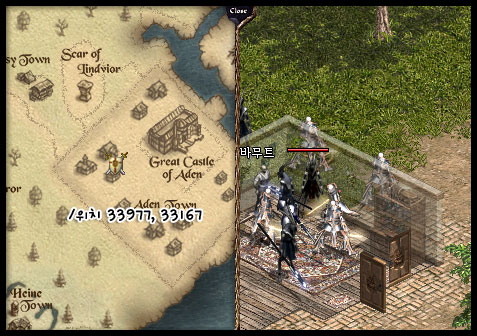 Close
sy Town
Scar of
Lindvior
Great Castle
of Aden
ror
Aden Town
/위치 33977, 33167
Heine
Town
바무트